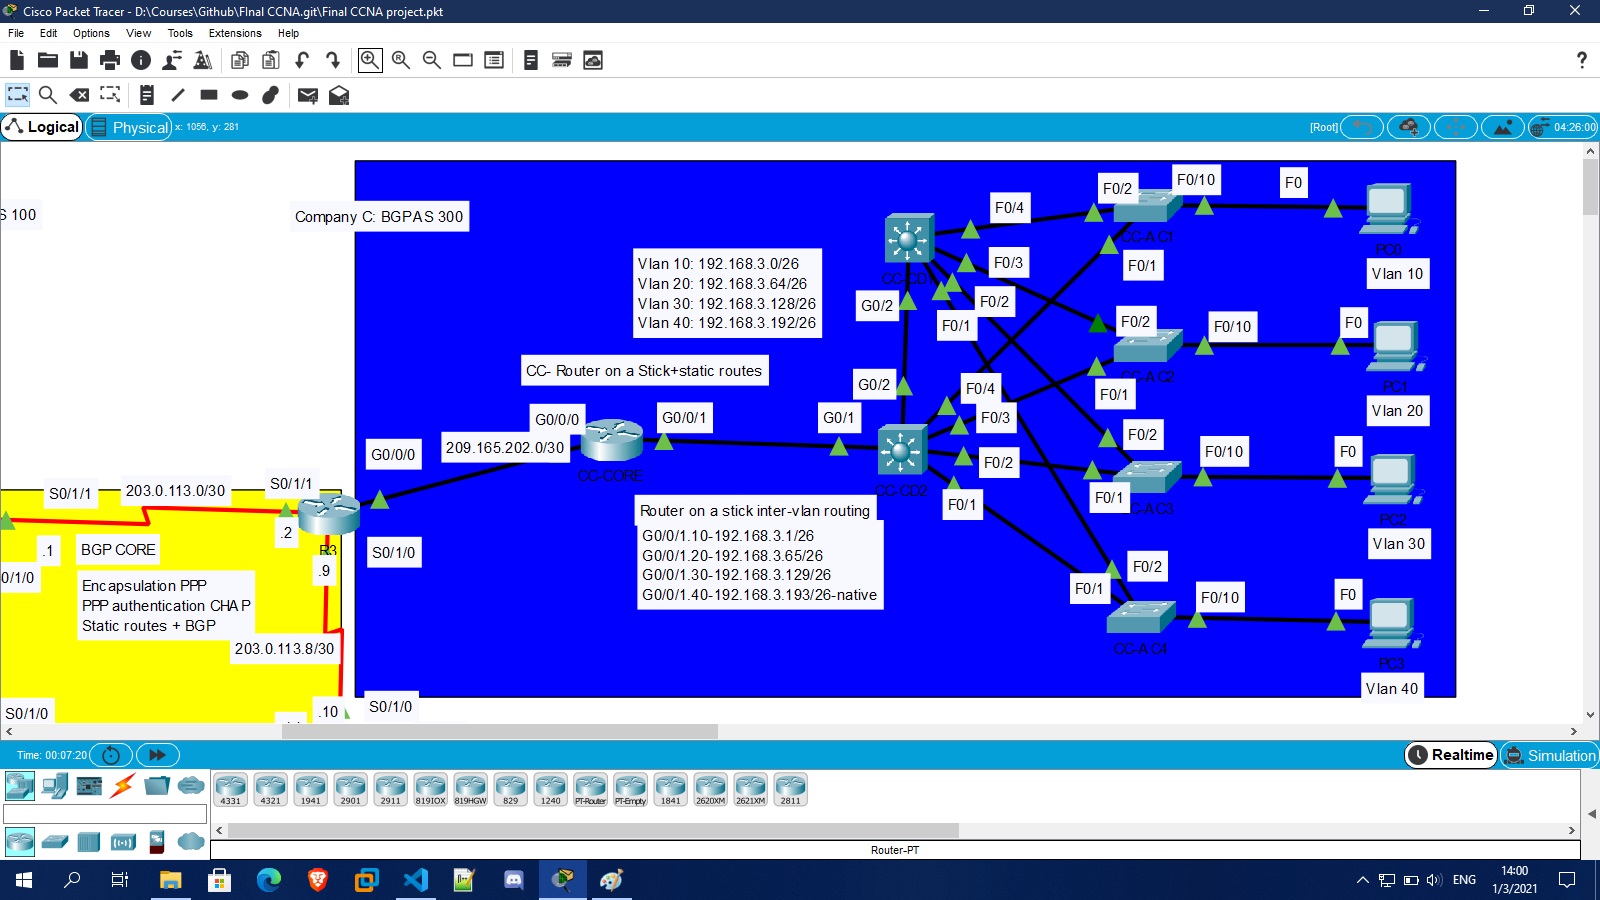 Cisco Packet Tracer - D:\Courses\Github\FInal CCNA.git\Final CCNA project.pkt
File Edit Options View Tools Extensions Help
?
Logical
Physical
x: 1056, y: 281
[Root]
04:26:00
S 100
Company C: BGP AS 300
Vlan 10: 192.168.3.0/26
Vlan 20: 192.168.3.64/26
Vlan 30: 192.168.3.128/26
Vlan 40: 192.168.3.192/26
CC- Router on a Stick+static routes
F0/4
F0/2
F0/10
F0
CC-AC1
PC0
F0/3
F0/1
Vlan 10
CC-CD1
G0/2
F0/2
F0/1
F0/2
F0/10
F0
CC-AC2
PC1
G0/2
F0/4
F0/1
Vlan 20
G0/0/0
G0/0/1
G0/1
F0/3
F0/2
G0/0/0
209.165.202.0/30
F0/10
F0
CC-CORE
F0/2
CC-CD2
F0/1
F0/1
CC-AC3
PC2
Vlan 30
S0/1/1
203.0.113.0/30
S0/1/1
.2
R3
.1
BGP CORE
S0/1/0
.9
0/1/0
Encapsulation PPP
PPP authentication CHAP
Static routes + BGP
203.0.113.8/30
Router on a stick inter-vlan routing
G0/0/1.10-192.168.3.1/26
G0/0/1.20-192.168.3.65/26
G0/0/1.30-192.168.3.129/26
G0/0/1.40-192.168.3.193/26-native
F0/2
F0/1
F0/10
F0
CC-AC4
PC3
Vlan 40
S0/1/0
.10
S0/1/0
Time: 00:07:20
Realtime
Simulation
4331 4321 1941 2901 2911 819IOX 819HGW 829 1240 PT-Router PT-Empty 1841 2620XM 2621XM 2811
Router-PT
ENG
14:00
1/3/2021